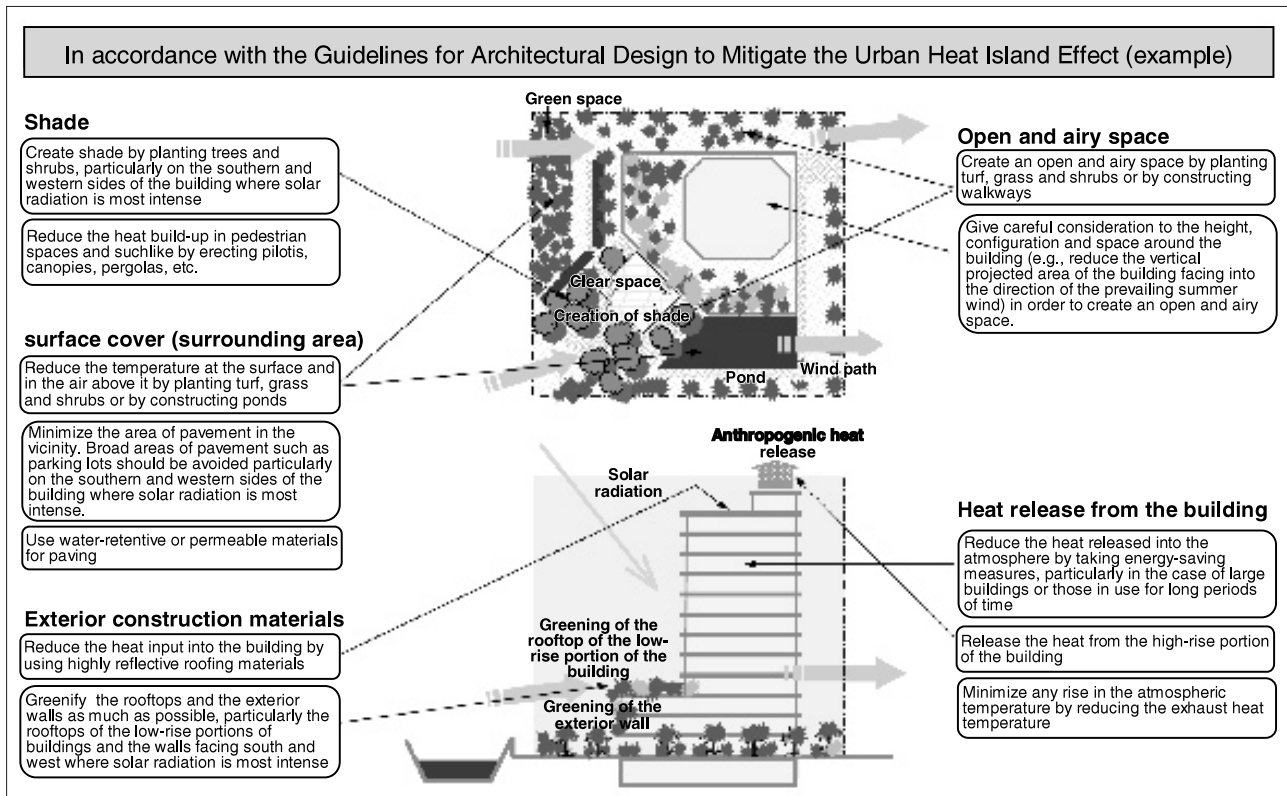 In accordance with the Guidelines for Architectural Design to Mitigate the Urban Heat Island Effect (example)
Shade
Create shade by planting trees and
shrubs, particularly on the southern and
western sides of the building where solar
radiation is most intense
Reduce the heat build-up in pedestrian
spaces and suchlike by erecting pilotis,
canopies, pergolas, etc.
surface cover (surrounding area)
Reduce the temperature at the surface and
in the air above it by planting turf, grass
and shrubs or by constructing ponds
Minimize the area of pavement in the
vicinity. Broad areas of pavement such as
parking lots should be avoided particularly
on the southern and western sides of the
building where solar radiation is most
intense.
Use water-retentive or permeable materials
for paving
Exterior construction materials
Reduce the heat input into the building by
using highly reflective roofing materials
Greenify the rooftops and the exterior
walls as much as possible, particularly the
rooftops of the low-rise portions of
buildings and the walls facing south and
west where solar radiation is most intense
Green space
Clear space
Creation of shade
Pond
Wind path
Anthropogenic heat
release
Solar
radiation
Greening of the
rooftop of the low-
rise portion of the
building
Greening of the
exterior wall
Open and airy space
Create an open and airy space by planting
turf, grass and shrubs or by constructing
walkways
Give careful consideration to the height,
configuration and space around the
building (e.g., reduce the vertical
projected area of the building facing into
the direction of the prevailing summer
wind) in order to create an open and airy
space.
Heat release from the building
Reduce the heat released into the
atmosphere by taking energy-saving
measures, particularly in the case of large
buildings or those in use for long periods
of time
Release the heat from the high-rise portion
of the building
Minimize any rise in the atmospheric
temperature by reducing the exhaust heat
temperature